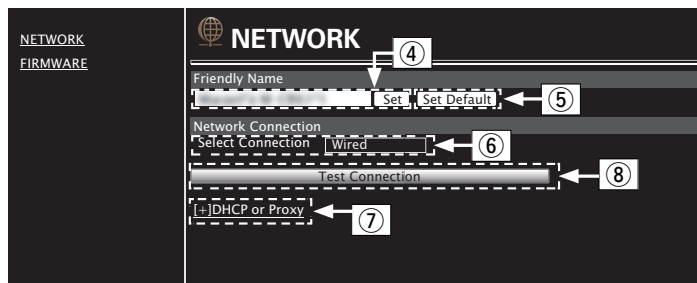 NETWORK
FIRMWARE
NETWORK
④
Friendly Name
Set
Set Default
⑤
Network Connection
Select Connection Wired
⑥
Test Connection
⑧
[+]DHCP or Proxy
⑦